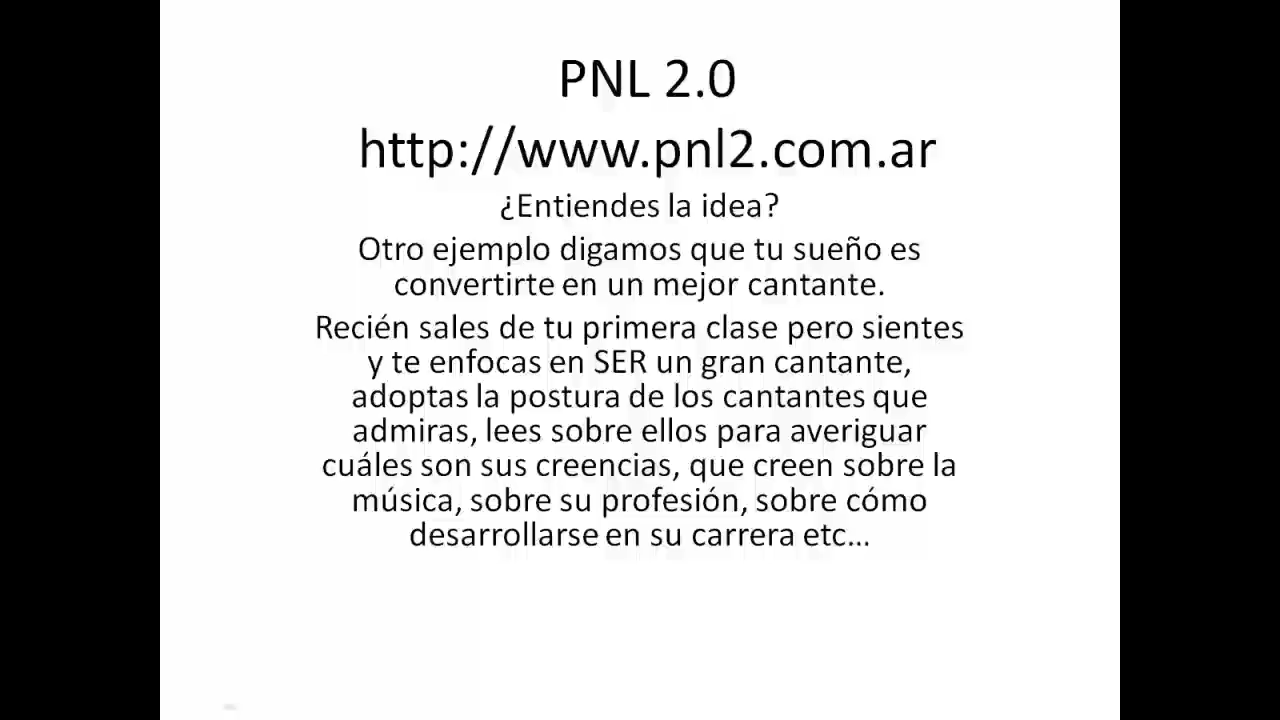 PNL 2.0
http://www.pnl2.com.ar
¿Entiendes la idea?
Otro ejemplo digamos que tu sueño es
convertirte en un mejor cantante.
Recién sales de tu primera clase pero sientes
y te enfocas en SER un gran cantante,
adoptas la postura de los cantantes que
admiras, lees sobre ellos para averiguar
cuáles son sus creencias, que creen sobre la
música, sobre su profesión, sobre cómo
desarrollarse en su carrera etc...